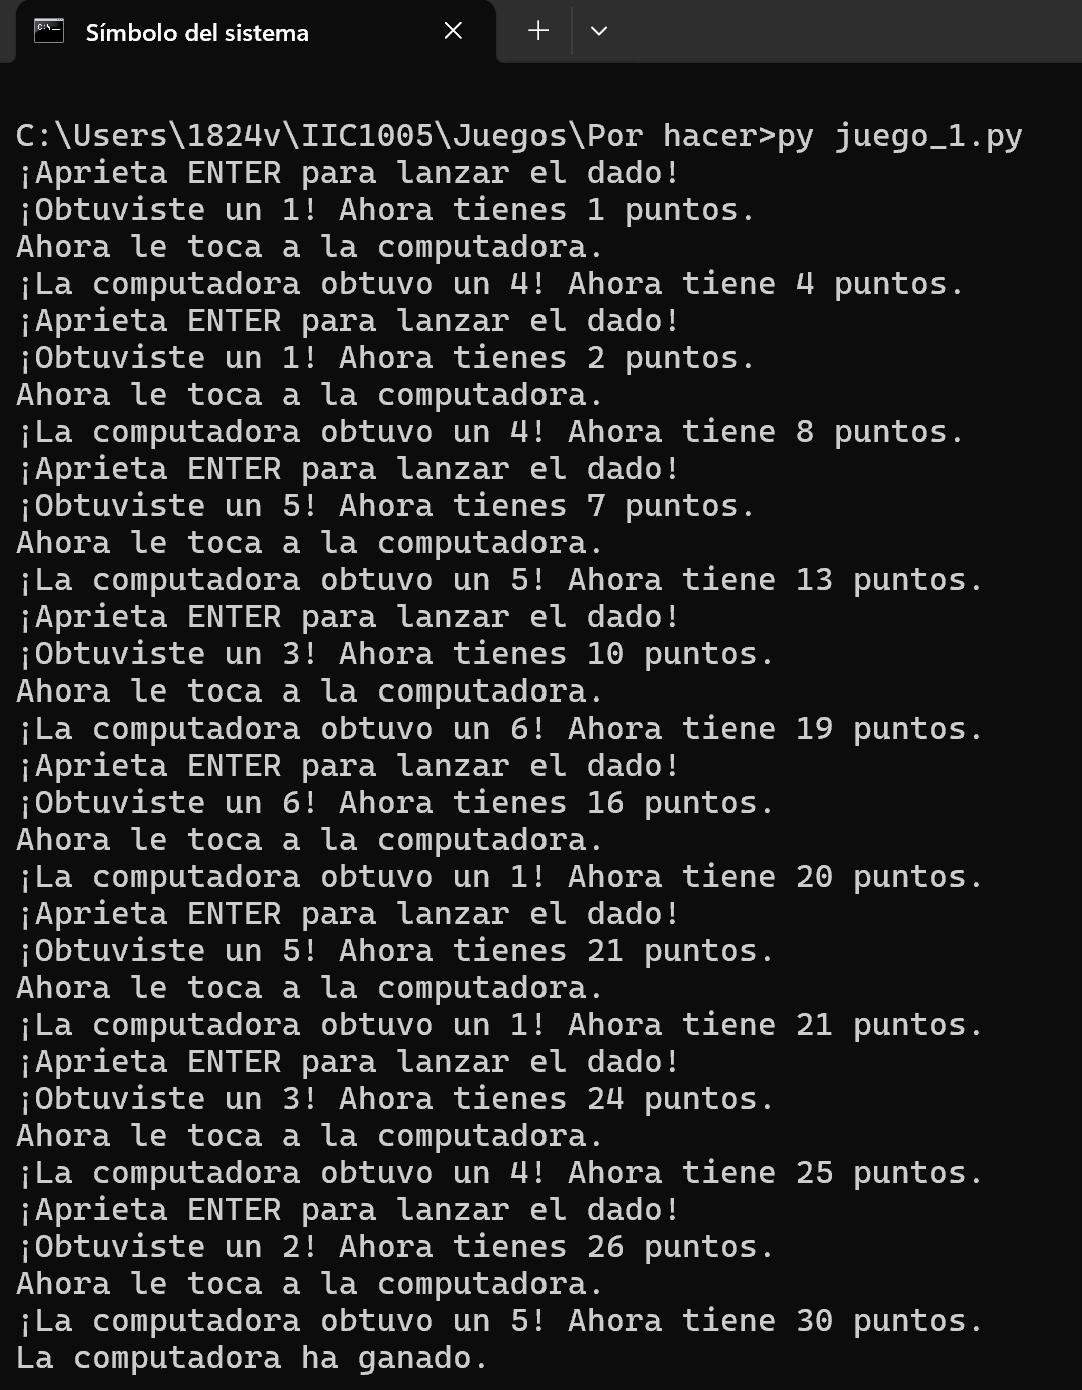 Símbolo del sistema
C:\Users\1824v\IIC1005\Juegos\Por hacer>py juego_1.py
¡Aprieta ENTER para lanzar el dado!
¡Obtuviste un 1! Ahora tienes 1 puntos.
Ahora le toca a la computadora.
¡La computadora obtuvo un 4! Ahora tiene 4 puntos.
¡Aprieta ENTER para lanzar el dado!
¡Obtuviste un 1! Ahora tienes 2 puntos.
Ahora le toca a la computadora.
¡La computadora obtuvo un 4! Ahora tiene 8 puntos.
¡Aprieta ENTER para lanzar el dado!
¡Obtuviste un 5! Ahora tienes 7 puntos.
Ahora le toca a la computadora.
¡La computadora obtuvo un 5! Ahora tiene 13 puntos.
¡Aprieta ENTER para lanzar el dado!
¡Obtuviste un 3! Ahora tienes 10 puntos.
Ahora le toca a la computadora.
¡La computadora obtuvo un 6! Ahora tiene 19 puntos.
¡Aprieta ENTER para lanzar el dado!
¡Obtuviste un 6! Ahora tienes 16 puntos.
Ahora le toca a la computadora.
¡La computadora obtuvo un 1! Ahora tiene 20 puntos.
¡Aprieta ENTER para lanzar el dado!
¡Obtuviste un 5! Ahora tienes 21 puntos.
Ahora le toca a la computadora.
¡La computadora obtuvo un 1! Ahora tiene 21 puntos.
¡Aprieta ENTER para lanzar el dado!
¡Obtuviste un 3! Ahora tienes 24 puntos.
Ahora le toca a la computadora.
¡La computadora obtuvo un 4! Ahora tiene 25 puntos.
¡Aprieta ENTER para lanzar el dado!
¡Obtuviste un 2! Ahora tienes 26 puntos.
Ahora le toca a la computadora.
¡La computadora obtuvo un 5! Ahora tiene 30 puntos.
La computadora ha ganado.